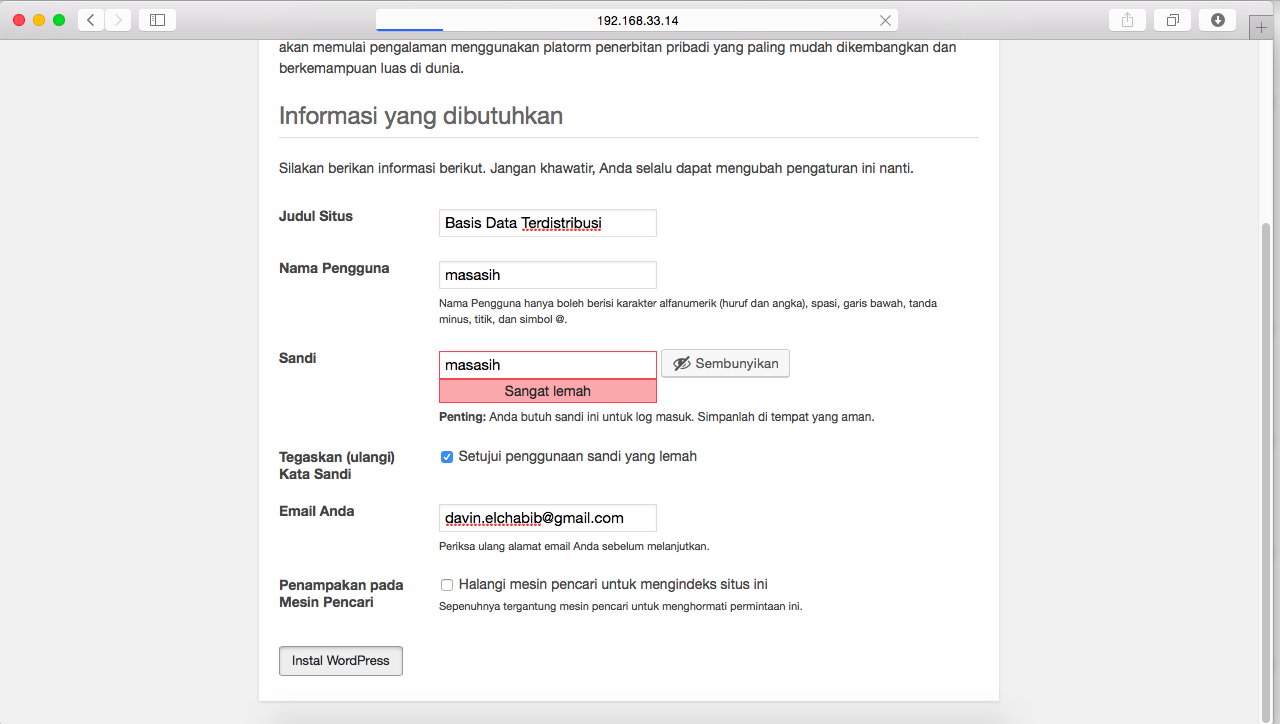 192.168.33.14
akan memulai pengalaman menggunakan platorm penerbitan pribadi yang paling mudah dikembangkan dan
berkemampuan luas di dunia.
Informasi yang dibutuhkan
Silakan berikan informasi berikut. Jangan khawatir, Anda selalu dapat mengubah pengaturan ini nanti.
Judul Situs
Basis Data Terdistribusi
Nama Pengguna
masasih
Nama Pengguna hanya boleh berisi karakter alfanumerik (huruf dan angka), spasi, garis bawah, tanda
minus, titik, dan simbol @.
Sandi
masasih
Sembunyikan
Sangat lemah
Penting: Anda butuh sandi ini untuk log masuk. Simpanlah di tempat yang aman.
Tegaskan (ulangi)
Kata Sandi
Setujui penggunaan sandi yang lemah
Email Anda
davin.elchabib@gmail.com
Periksa ulang alamat email Anda sebelum melanjutkan.
Penampakan pada
Mesin Pencari
Halangi mesin pencari untuk mengindeks situs ini
Sepenuhnya tergantung mesin pencari untuk menghormati permintaan ini.
Instal WordPress